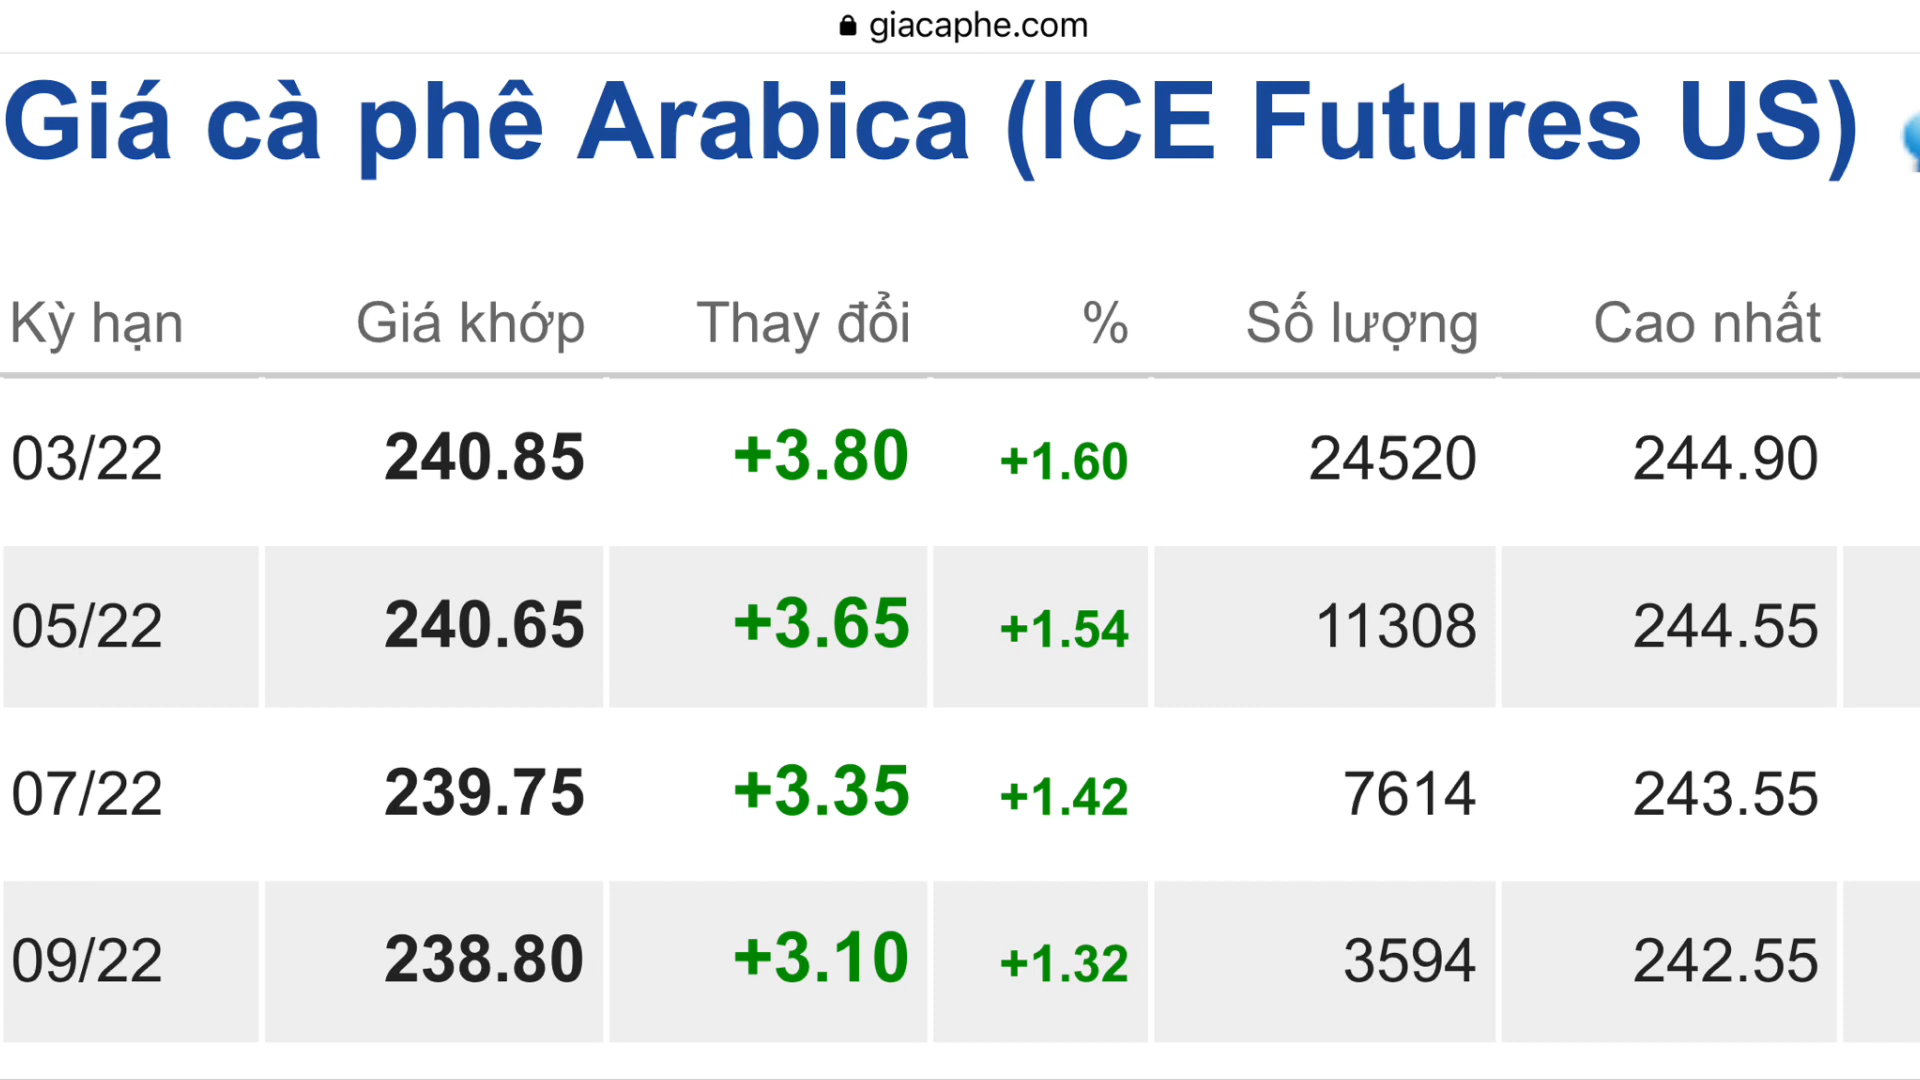 giacaphe.com
Giá cà phê Arabica (ICE Futures US)
Kỳ hạn Giá khớp Thay đổi % Số lượng Cao nhất
03/22 240.85 +3.80 +1.60 24520 244.90
05/22 240.65 +3.65 +1.54 11308 244.55
07/22 239.75 +3.35 +1.42 7614 243.55
09/22 238.80 +3.10 +1.32 3594 242.55